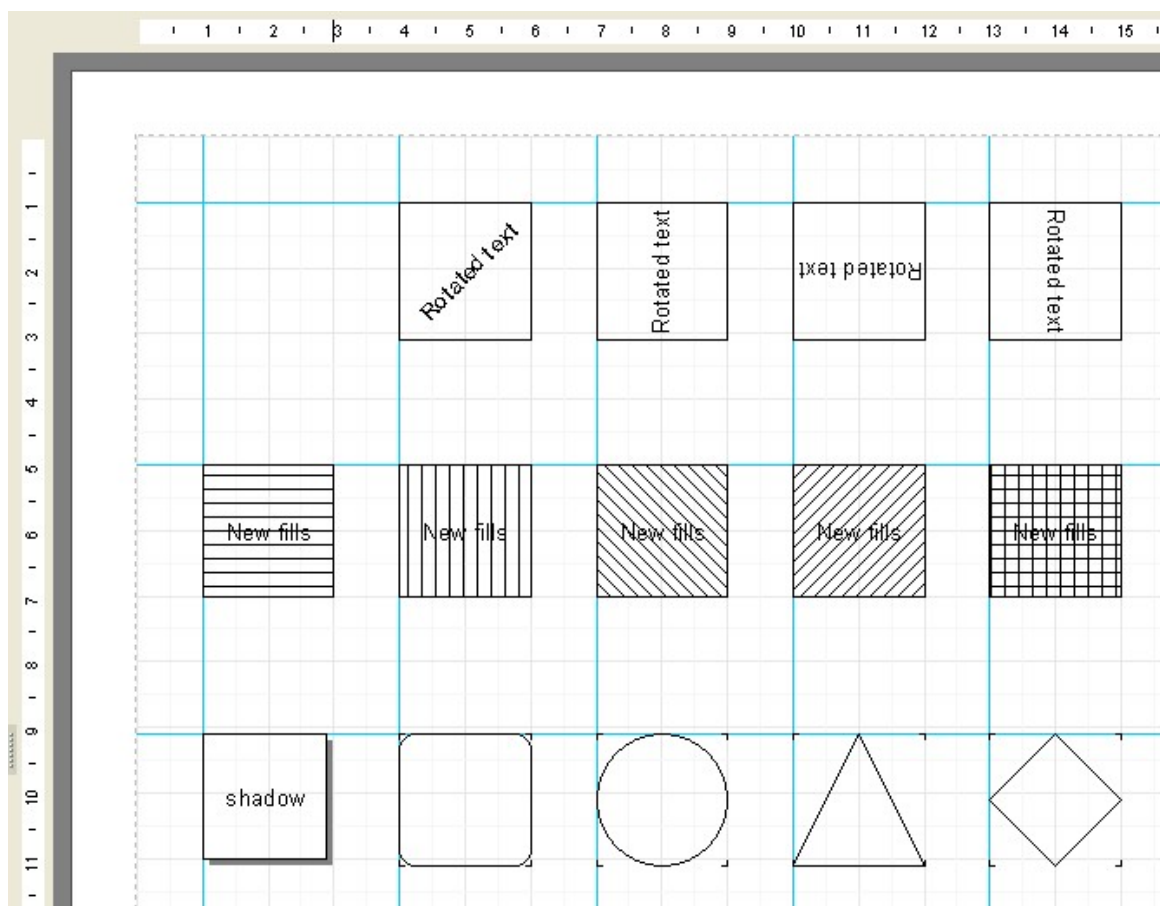 1 2 3 4 5 6 7 8 9 10 11 12 13 14 15
1
2
3
4
5
6
7
8
9
10
11
Rotated text Rotated text Rotated text Rotated text
New fills New fills New fills New fills New fills
shadow